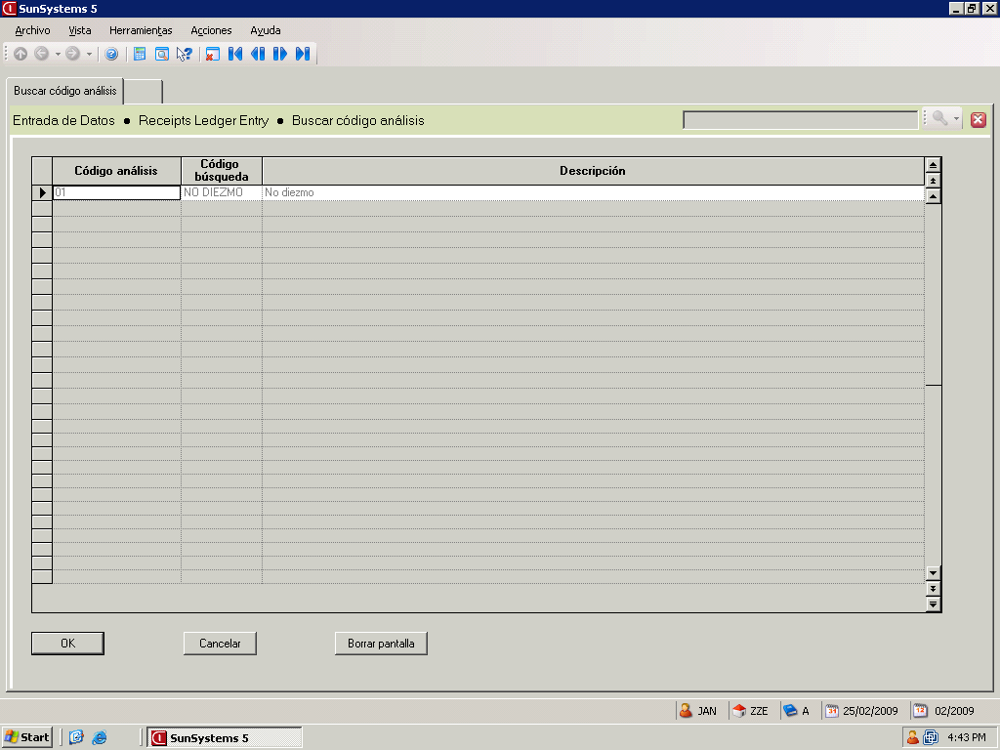 SunSystems 5
Archivo Vista Herramientas Acciones Ayuda
Buscar código análisis
Entrada de Datos ● Receipts Ledger Entry ● Buscar código análisis
Código análisis Código búsqueda Descripción
01 NO DIEZMO No diezmo
OK Cancelar Borrar pantalla
JAN ZZE A 25/02/2009 02/2009
Start SunSystems 5 4:43 PM